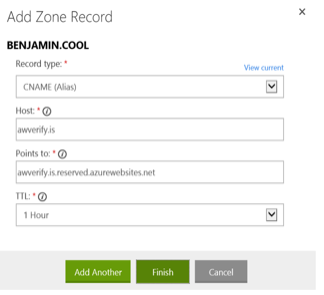 Add Zone Record
×
BENJAMIN.COOL
Record type: *
View current
CNAME (Alias)
Host: *
awverify.is
Points to: *
awverify.is.reserved.azurewebsites.net
TTL: *
1 Hour
Add Another
Finish
Cancel